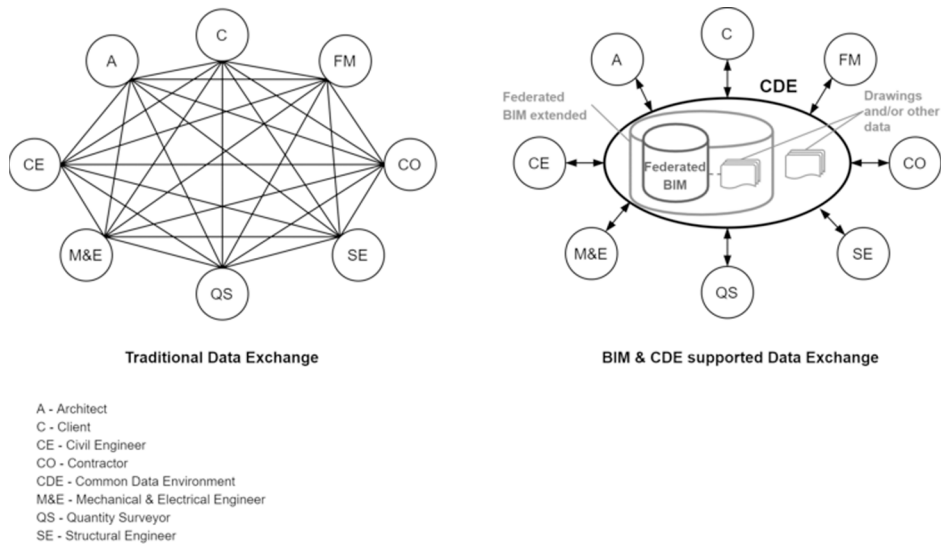 C
A
FM
CE
CO
M&E
SE
QS
Traditional Data Exchange
C
A
FM
CDE
Federated
BIM extended
Drawings
and/or other
data
CE
Federated
BIM
CO
M&E
SE
QS
BIM & CDE supported Data Exchange
A - Architect
C - Client
CE - Civil Engineer
CO - Contractor
CDE - Common Data Environment
M&E - Mechanical & Electrical Engineer
QS - Quantity Surveyor
SE - Structural Engineer